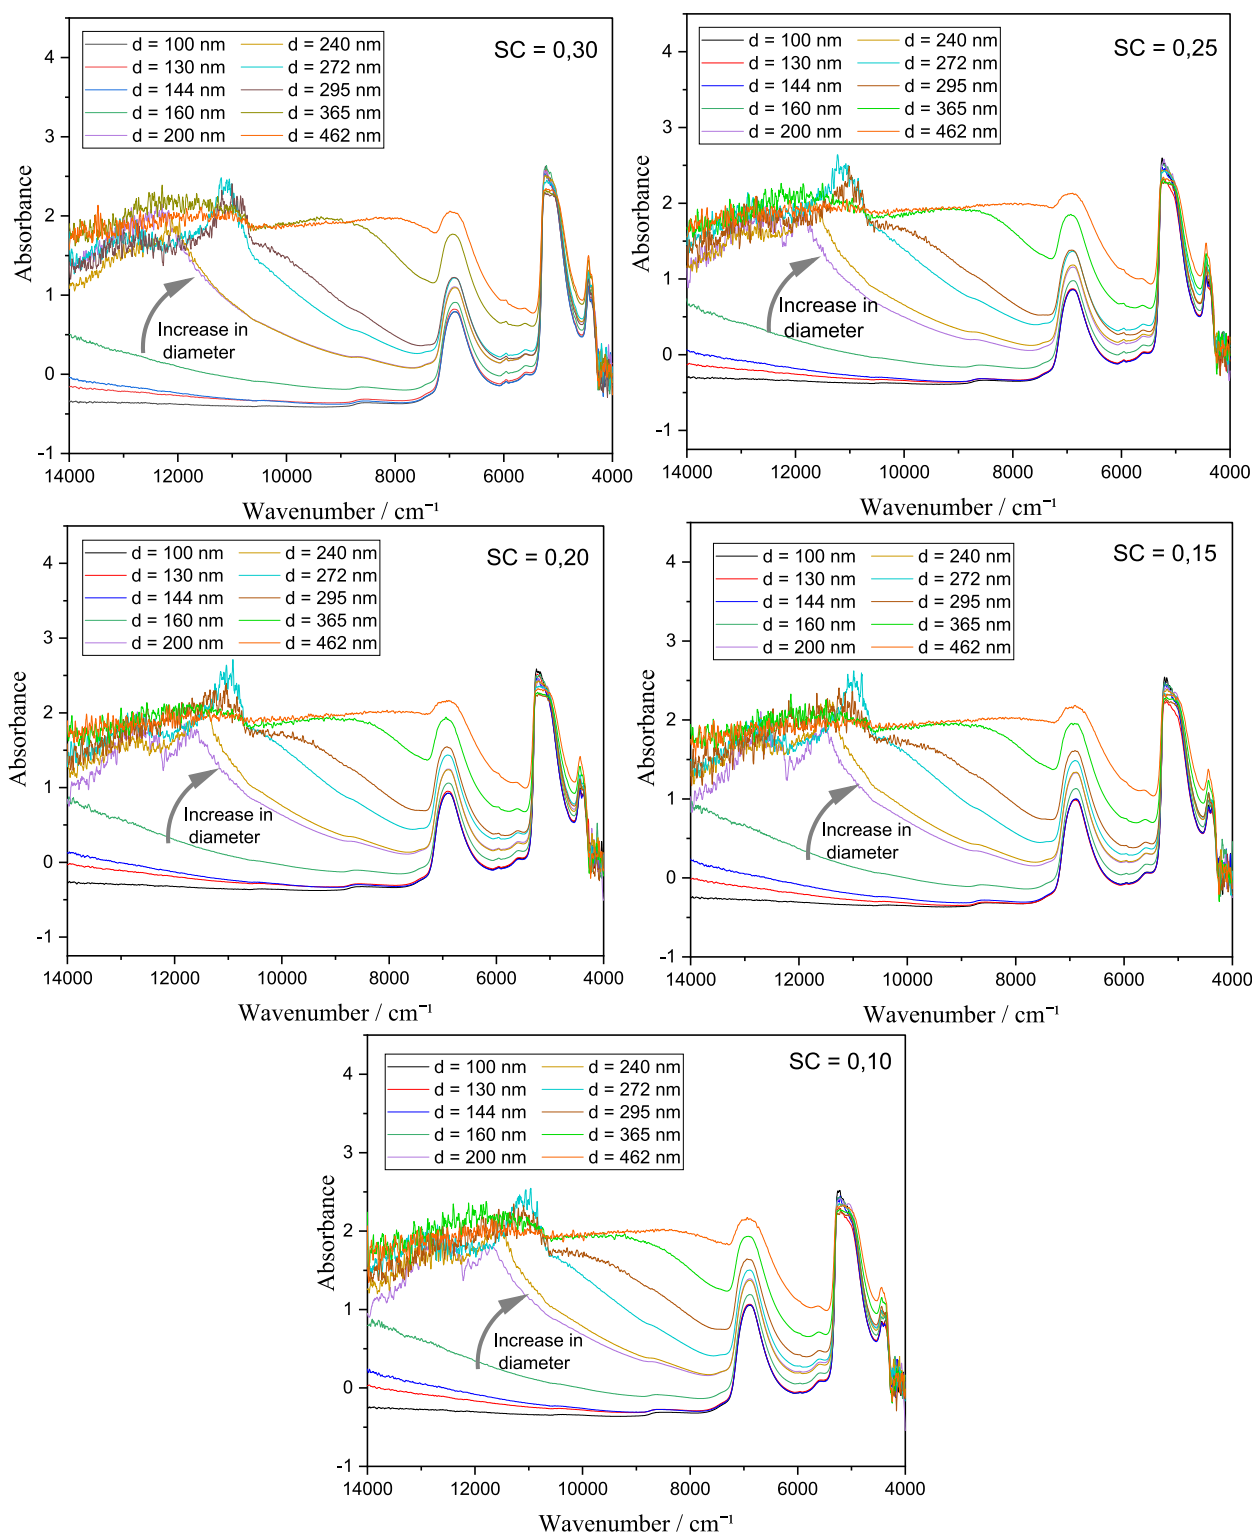 SC = 0,30
d = 100 nm d = 240 nm
d = 130 nm d = 272 nm
d = 144 nm d = 295 nm
d = 160 nm d = 365 nm
d = 200 nm d = 462 nm
Absorbance
4
3
2
1
0
-1
Increase in
diameter
14000 12000 10000 8000 6000 4000
Wavenumber / cm⁻¹
SC = 0,25
d = 100 nm d = 240 nm
d = 130 nm d = 272 nm
d = 144 nm d = 295 nm
d = 160 nm d = 365 nm
d = 200 nm d = 462 nm
Absorbance
4
3
2
1
0
-1
Increase in
diameter
14000 12000 10000 8000 6000 4000
Wavenumber / cm⁻¹
SC = 0,20
d = 100 nm d = 240 nm
d = 130 nm d = 272 nm
d = 144 nm d = 295 nm
d = 160 nm d = 365 nm
d = 200 nm d = 462 nm
Absorbance
4
3
2
1
0
-1
Increase in
diameter
14000 12000 10000 8000 6000 4000
Wavenumber / cm⁻¹
SC = 0,15
d = 100 nm d = 240 nm
d = 130 nm d = 272 nm
d = 144 nm d = 295 nm
d = 160 nm d = 365 nm
d = 200 nm d = 462 nm
Absorbance
4
3
2
1
0
-1
Increase in
diameter
14000 12000 10000 8000 6000 4000
Wavenumber / cm⁻¹
SC = 0,10
d = 100 nm d = 240 nm
d = 130 nm d = 272 nm
d = 144 nm d = 295 nm
d = 160 nm d = 365 nm
d = 200 nm d = 462 nm
Absorbance
4
3
2
1
0
-1
Increase in
diameter
14000 12000 10000 8000 6000 4000
Wavenumber / cm⁻¹